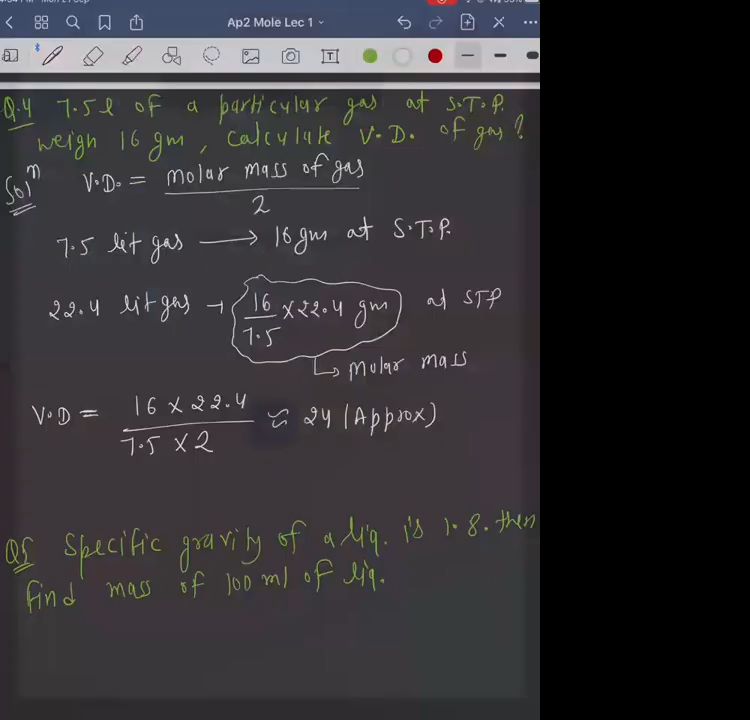 Ap2 Mole Lec 1
Q.4 7.5 l of a particular gas at S.T.P.
weigh 16 gm, calculate V.D. of gas?
Solⁿ V.D. = molar mass of gas
2
7.5 lit gas → 16 gm at S.T.P.
22.4 lit gas → 16/7.5 × 22.4 gm at STP
↳ Molar mass
V.D = 16 × 22.4 / 7.5 × 2 ≈ 24 (Approx)
Q5 Specific gravity of a liq. is 1.8. then
find mass of 100 ml of liq.